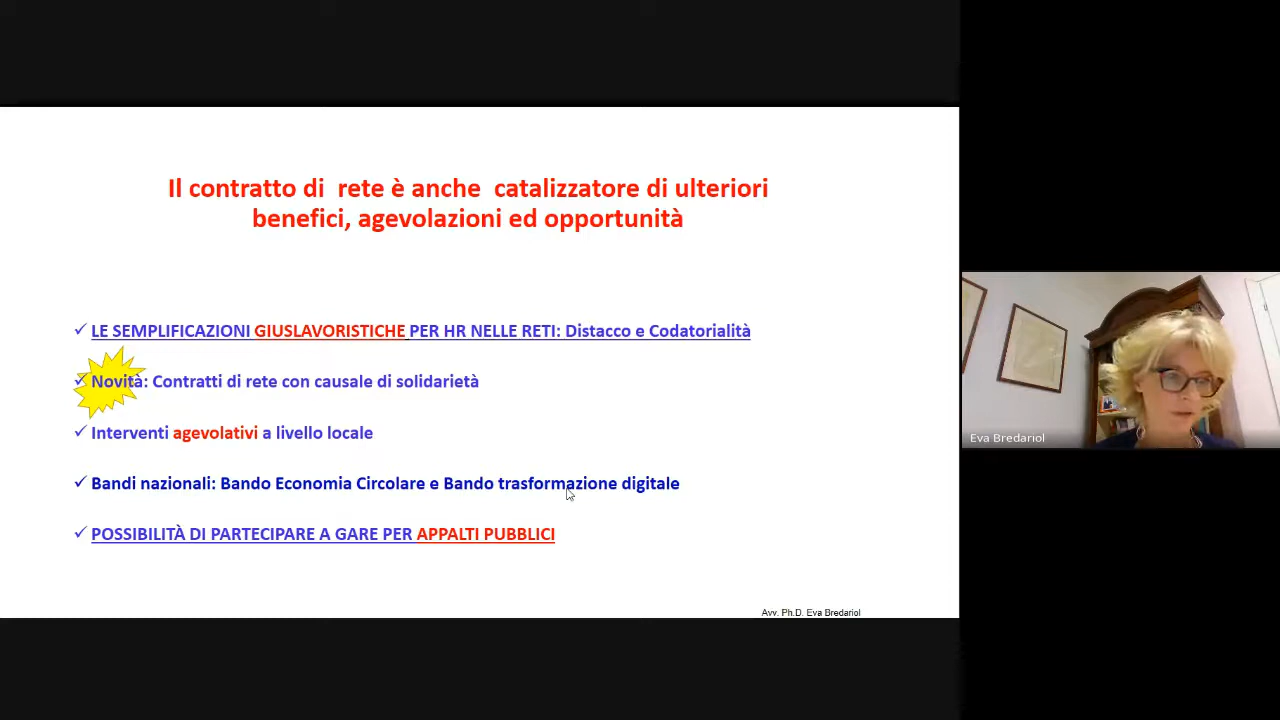 Il contratto di rete è anche catalizzatore di ulteriori
benefici, agevolazioni ed opportunità
✓ LE SEMPLIFICAZIONI GIUSLAVORISTICHE PER HR NELLE RETI: Distacco e Codatorialità
✓ Novità: Contratti di rete con causale di solidarietà
✓ Interventi agevolativi a livello locale
✓ Bandi nazionali: Bando Economia Circolare e Bando trasformazione digitale
✓ POSSIBILITÀ DI PARTECIPARE A GARE PER APPALTI PUBBLICI
Avv. Ph.D. Eva Bredariol
Eva Bredariol